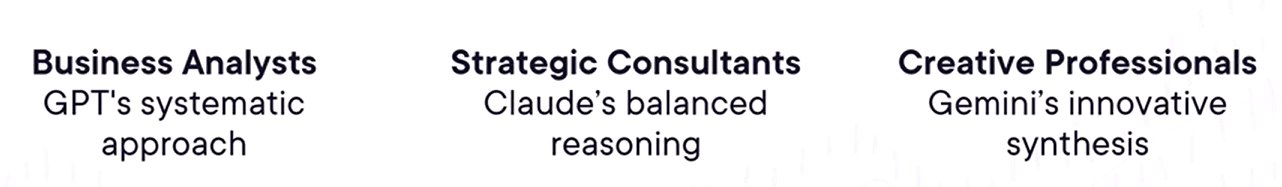 Business Analysts
GPT's systematic
approach
Strategic Consultants
Claude’s balanced
reasoning
Creative Professionals
Gemini’s innovative
synthesis